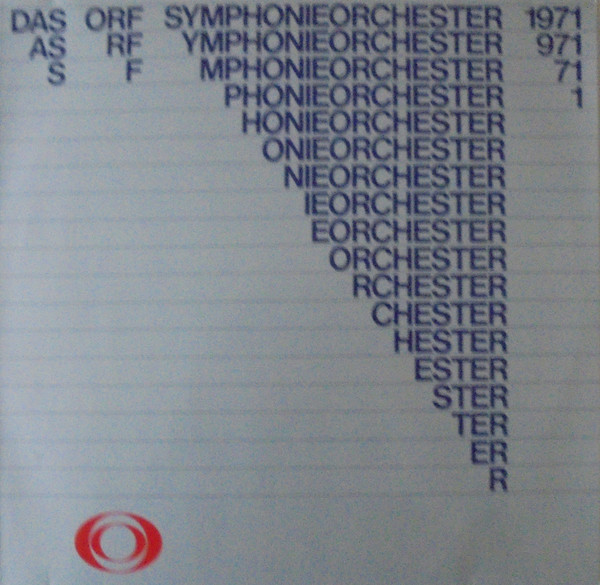 DAS ORF SYMPHONIEORCHESTER 1971
AS RF YMPHONIEORCHESTER 971
S F MPHONIEORCHESTER 71
PHONIEORCHESTER 1
HONIEORCHESTER
ONIEORCHESTER
NIEORCHESTER
IEORCHESTER
EORCHESTER
ORCHESTER
RCHESTER
CHESTER
HESTER
ESTER
STER
TER
ER
R